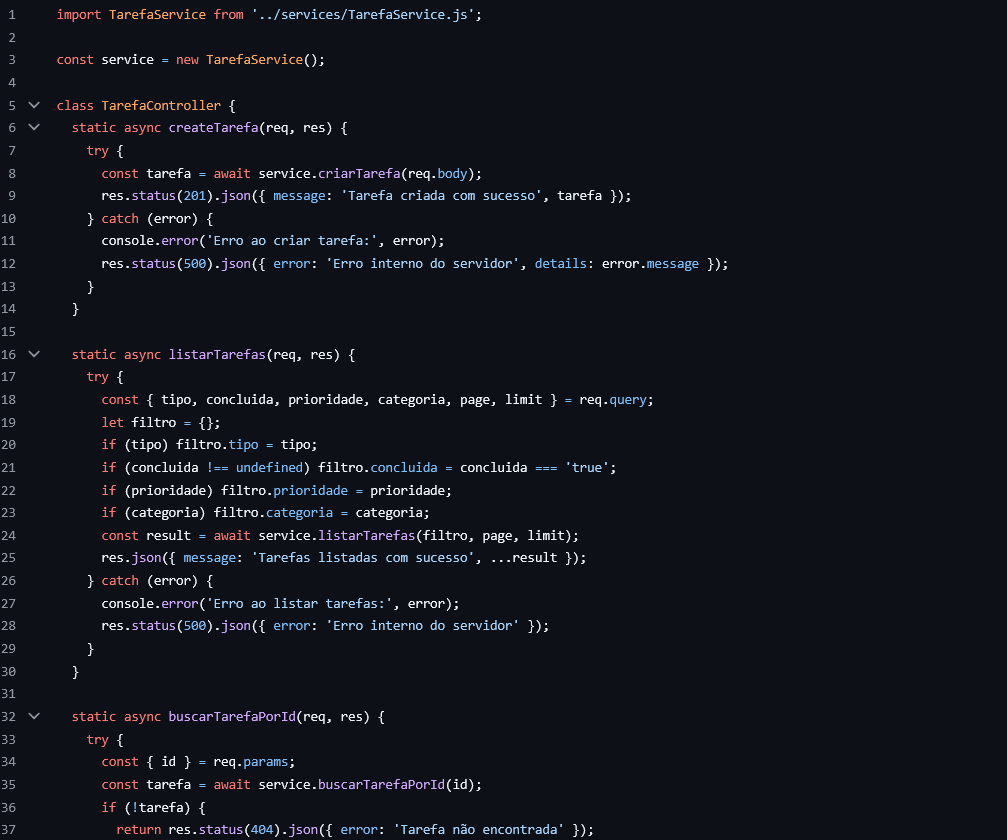 1 import TarefaService from '../services/TarefaService.js';
2
3 const service = new TarefaService();
4
5 class TarefaController {
6 static async createTarefa(req, res) {
7 try {
8 const tarefa = await service.criarTarefa(req.body);
9 res.status(201).json({ message: 'Tarefa criada com sucesso', tarefa });
10 } catch (error) {
11 console.error('Erro ao criar tarefa:', error);
12 res.status(500).json({ error: 'Erro interno do servidor', details: error.message });
13 }
14 }
15
16 static async listarTarefas(req, res) {
17 try {
18 const { tipo, concluida, prioridade, categoria, page, limit } = req.query;
19 let filtro = {};
20 if (tipo) filtro.tipo = tipo;
21 if (concluida !== undefined) filtro.concluida = concluida === 'true';
22 if (prioridade) filtro.prioridade = prioridade;
23 if (categoria) filtro.categoria = categoria;
24 const result = await service.listarTarefas(filtro, page, limit);
25 res.json({ message: 'Tarefas listadas com sucesso', ...result });
26 } catch (error) {
27 console.error('Erro ao listar tarefas:', error);
28 res.status(500).json({ error: 'Erro interno do servidor' });
29 }
30 }
31
32 static async buscarTarefaPorId(req, res) {
33 try {
34 const { id } = req.params;
35 const tarefa = await service.buscarTarefaPorId(id);
36 if (!tarefa) {
37 return res.status(404).json({ error: 'Tarefa não encontrada' });